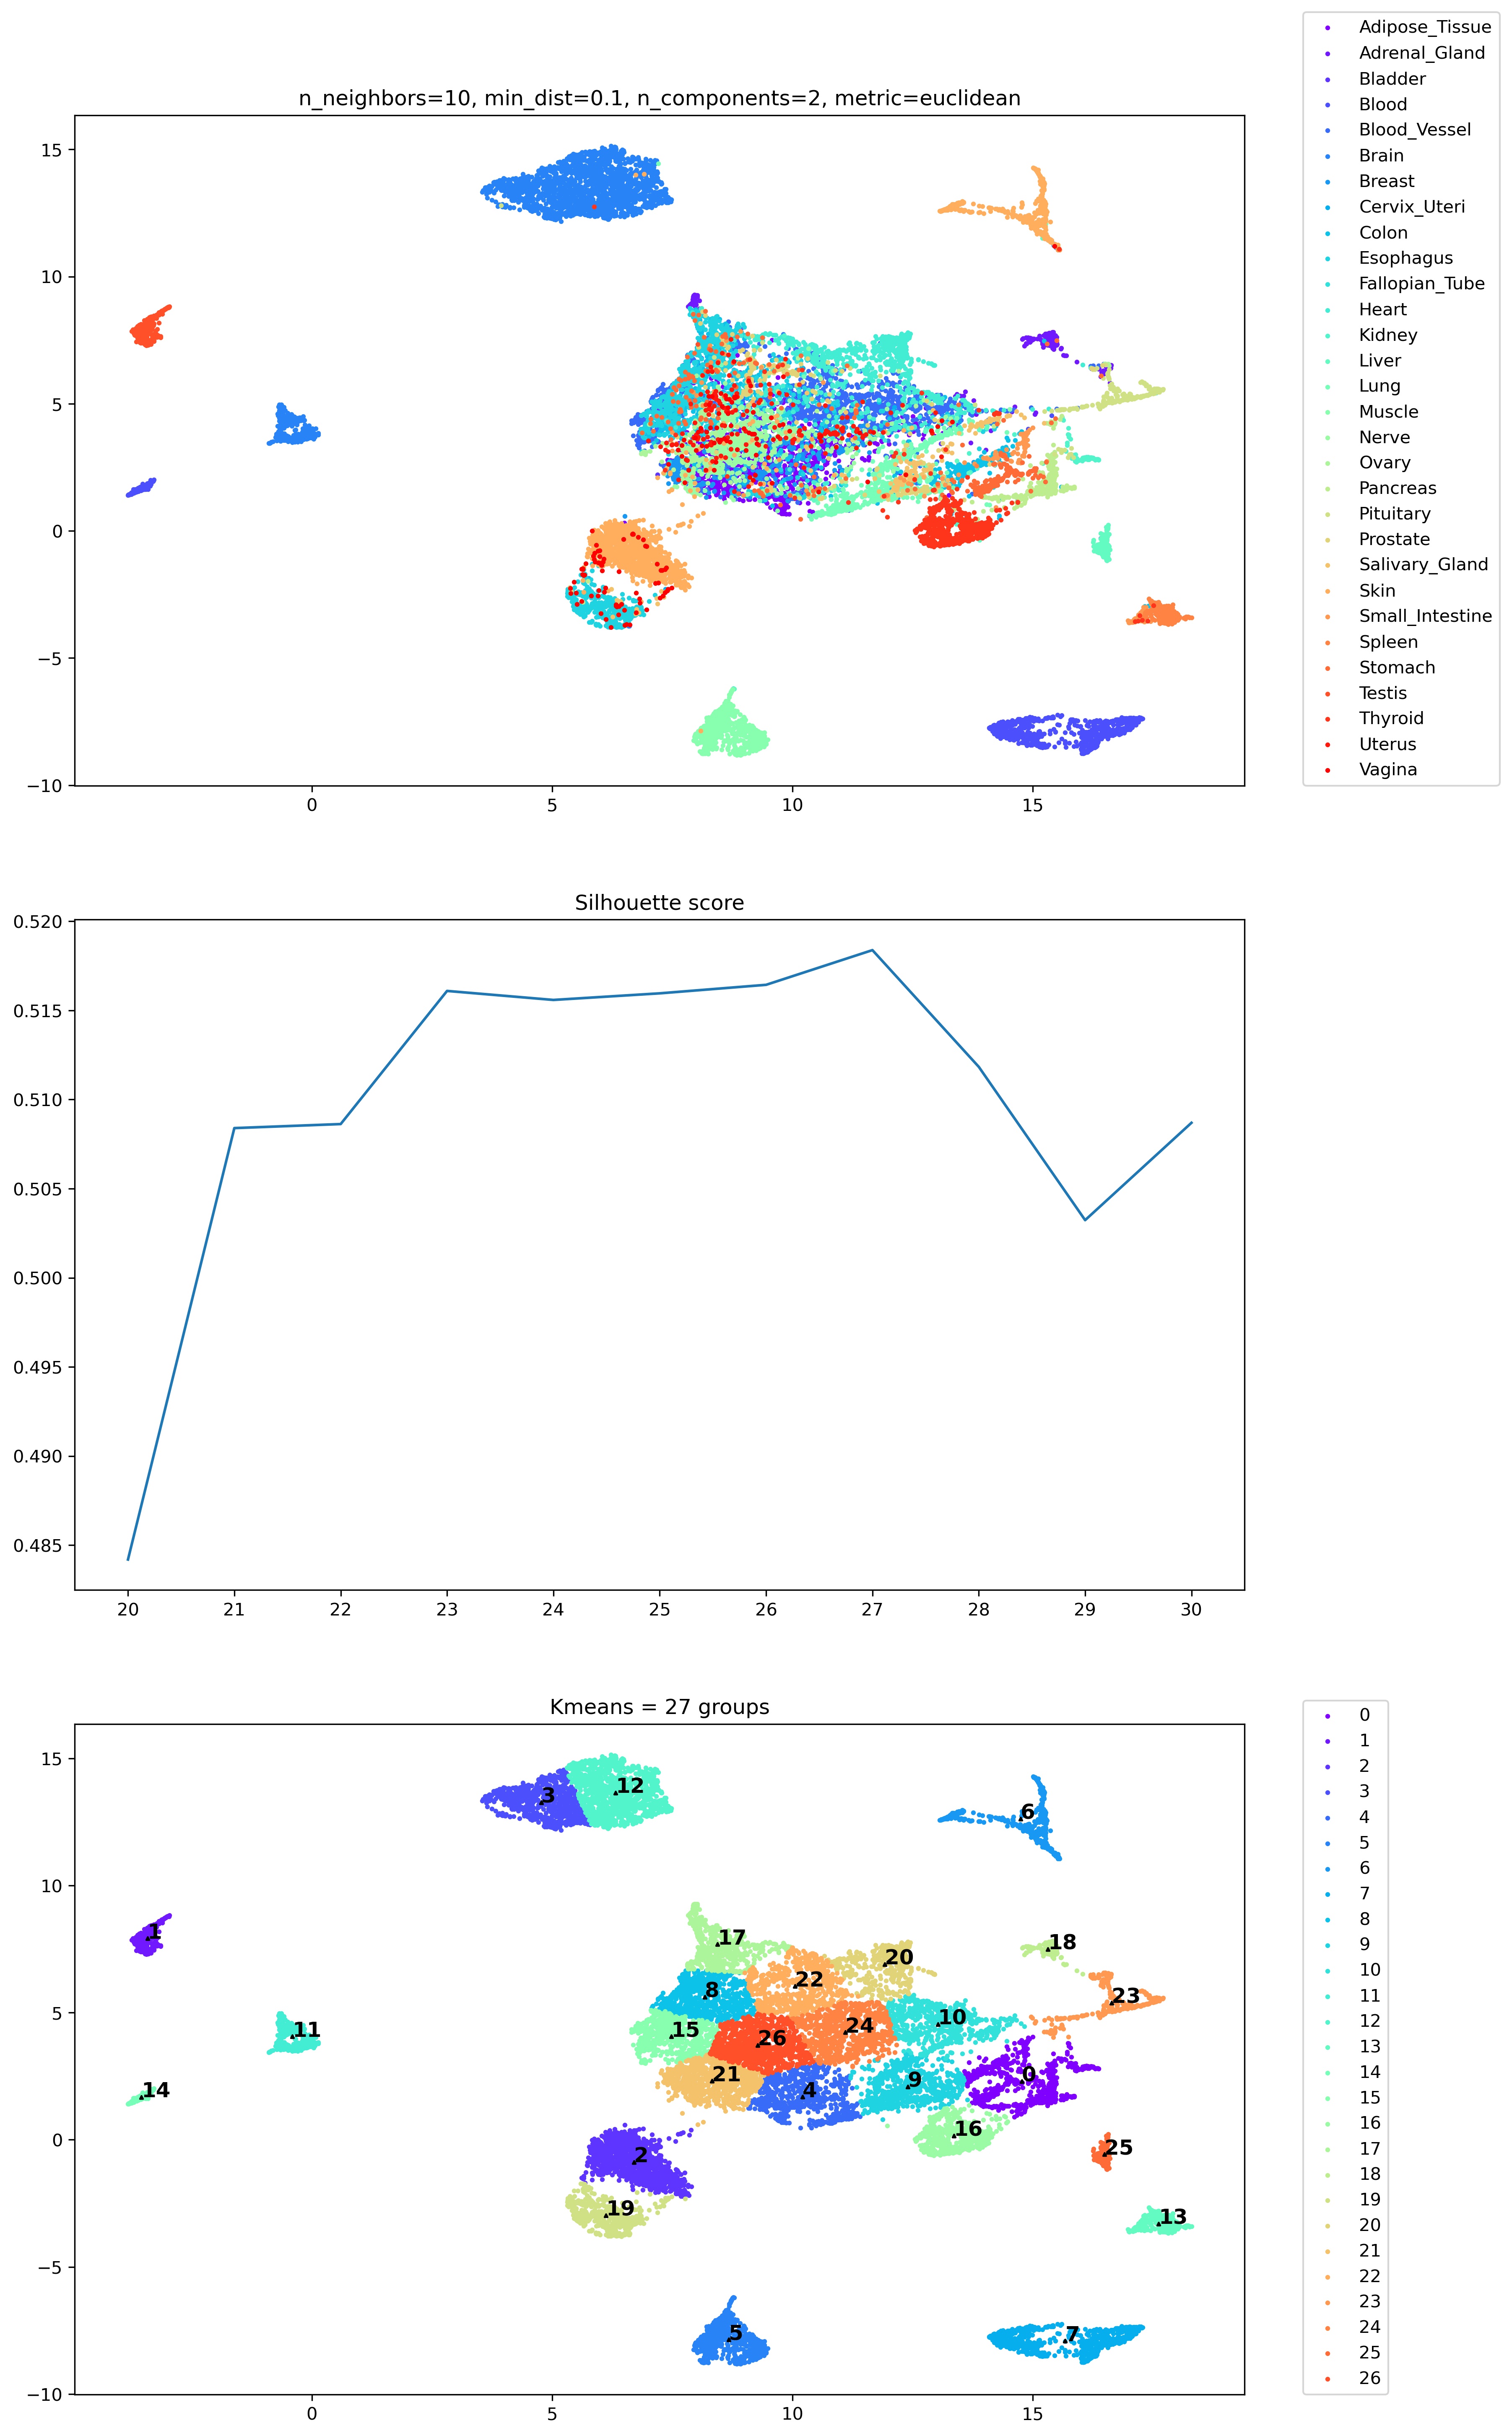 Adipose_Tissue
Adrenal_Gland
Bladder
Blood
Blood_Vessel
Brain
Breast
Cervix_Uteri
Colon
Esophagus
Fallopian_Tube
Heart
Kidney
Liver
Lung
Muscle
Nerve
Ovary
Pancreas
Pituitary
Prostate
Salivary_Gland
Skin
Small_Intestine
Spleen
Stomach
Testis
Thyroid
Uterus
Vagina
n_neighbors=10, min_dist=0.1, n_components=2, metric=euclidean
15
10
5
0
−5
−10
0 5 10 15
Silhouette score
0.520
0.515
0.510
0.505
0.500
0.495
0.490
0.485
20 21 22 23 24 25 26 27 28 29 30
Kmeans = 27 groups
15
10
5
0
−5
−10
0 5 10 15
3
12
6
1
17
18
20
22
8
23
10
24
15
11
26
21
0
9
4
14
16
25
2
19
13
5
7
0
1
2
3
4
5
6
7
8
9
10
11
12
13
14
15
16
17
18
19
20
21
22
23
24
25
26